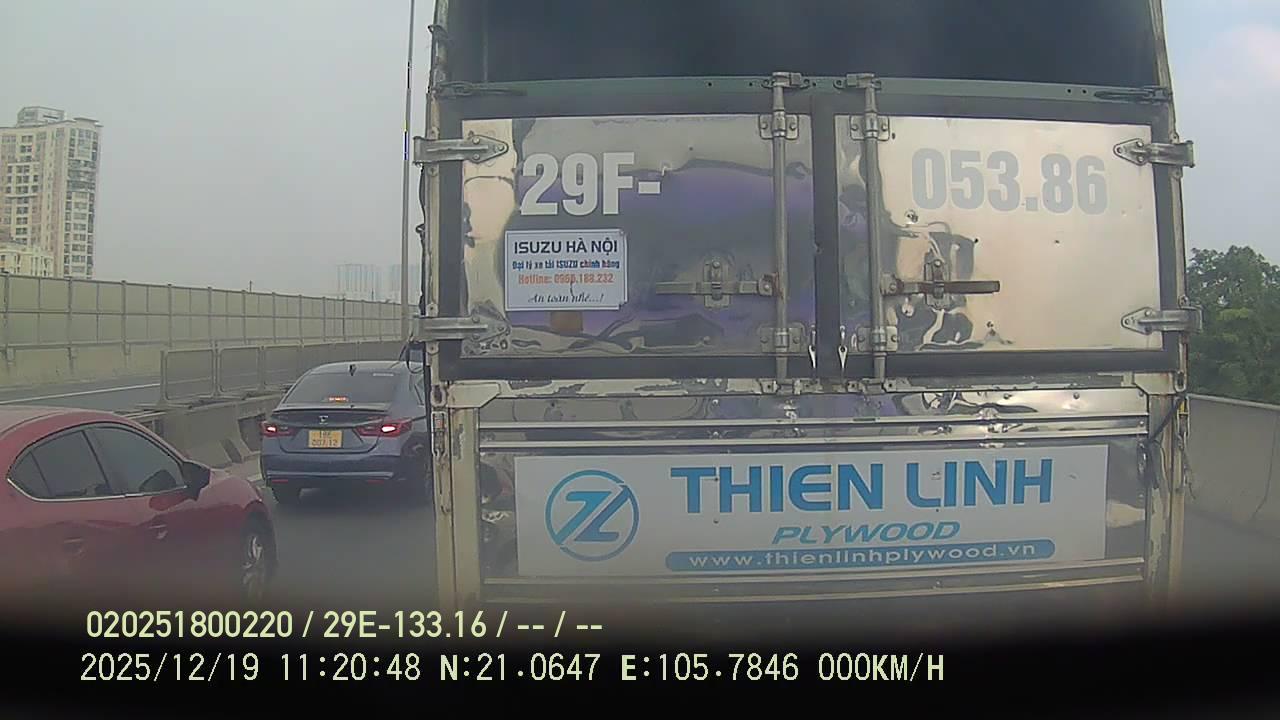 29F- 053.86
ISUZU HÀ NỘI
Đại lý xe tải ISUZU chính hãng
Hotline: 0966.188.232
An toàn nhé...!
THIEN LINH
PLYWOOD
www.thienlinhplywood.vn
020251800220 / 29E-133.16 / -- / --
2025/12/19 11:20:48 N:21.0647 E:105.7846 000KM/H